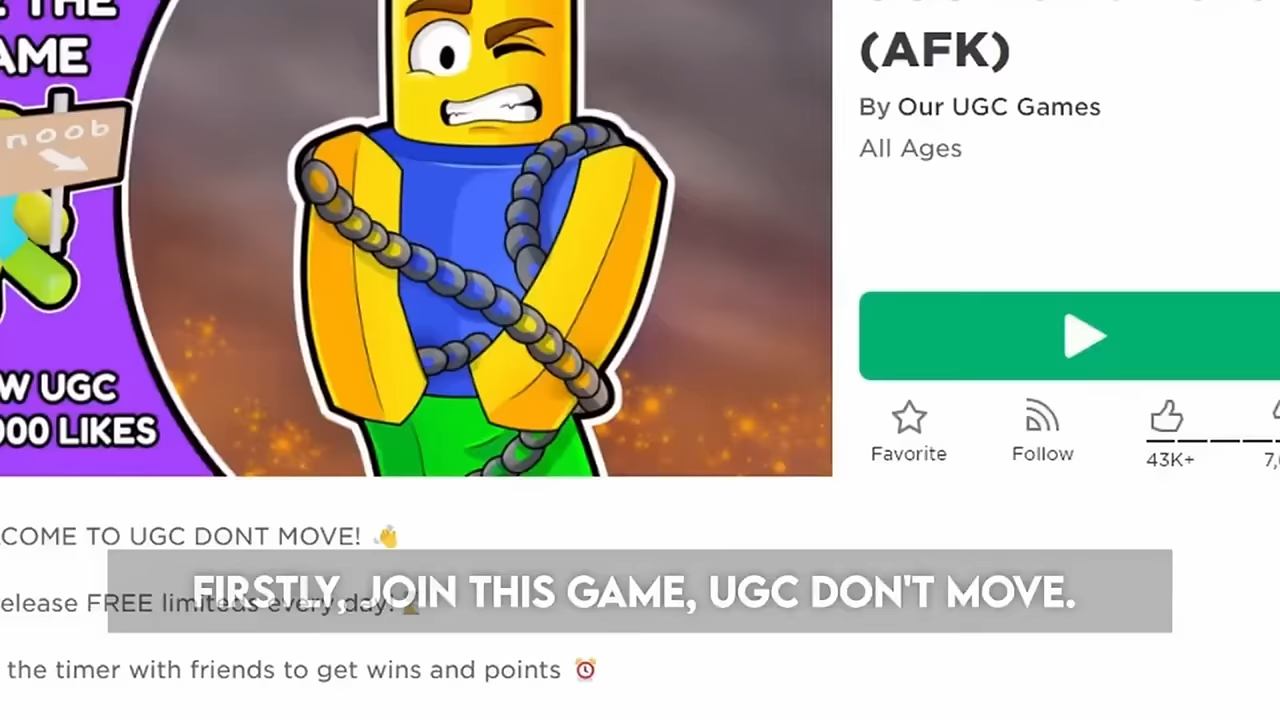 THE
AME
noob
W UGC
000 LIKES
(AFK)
By Our UGC Games
All Ages
Favorite
Follow
43K+
7,
COME TO UGC DONT MOVE! 👋
elease FREE limiteds every day! ⏳
FIRSTLY, JOIN THIS GAME, UGC DON'T MOVE.
the timer with friends to get wins and points ⏰